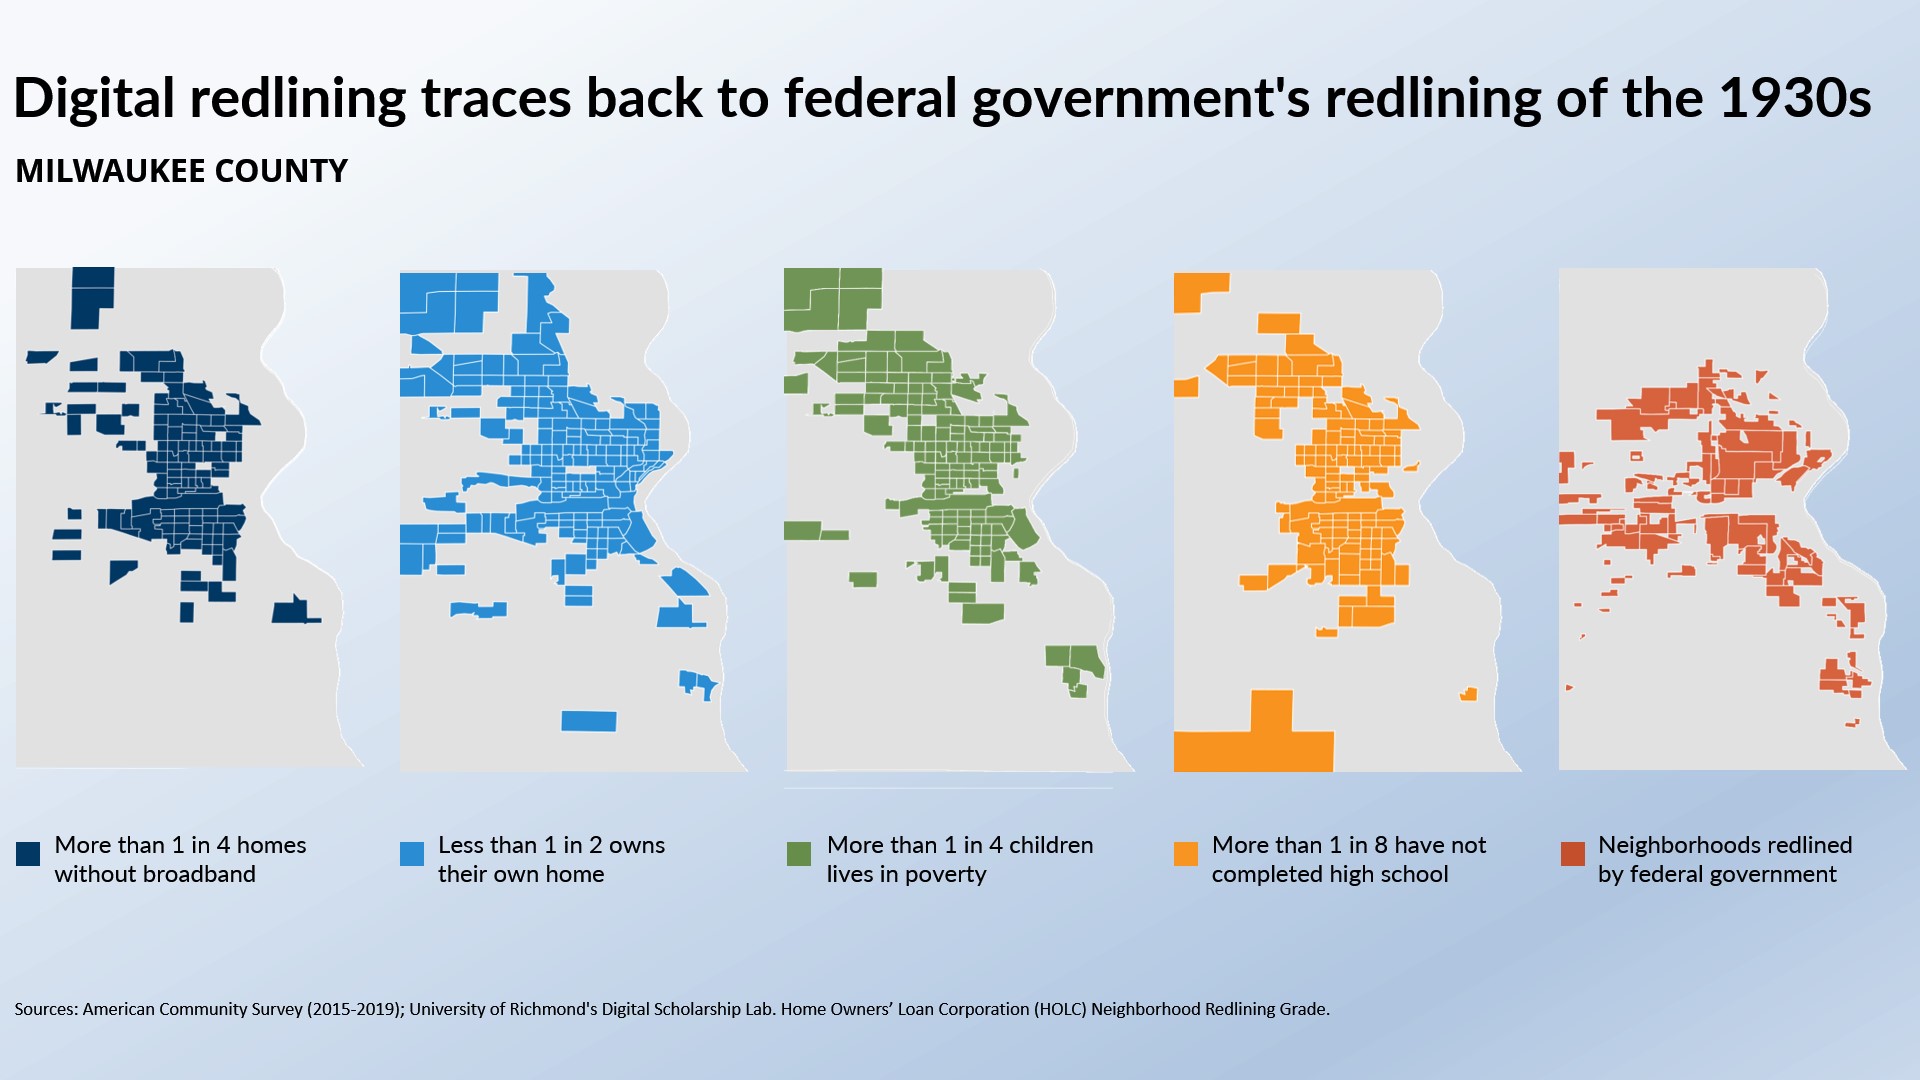 Digital redlining traces back to federal government's redlining of the 1930s
MILWAUKEE COUNTY
More than 1 in 4 homes
without broadband
Less than 1 in 2 owns
their own home
More than 1 in 4 children
lives in poverty
More than 1 in 8 have not
completed high school
Neighborhoods redlined
by federal government
Sources: American Community Survey (2015-2019); University of Richmond's Digital Scholarship Lab. Home Owners’ Loan Corporation (HOLC) Neighborhood Redlining Grade.